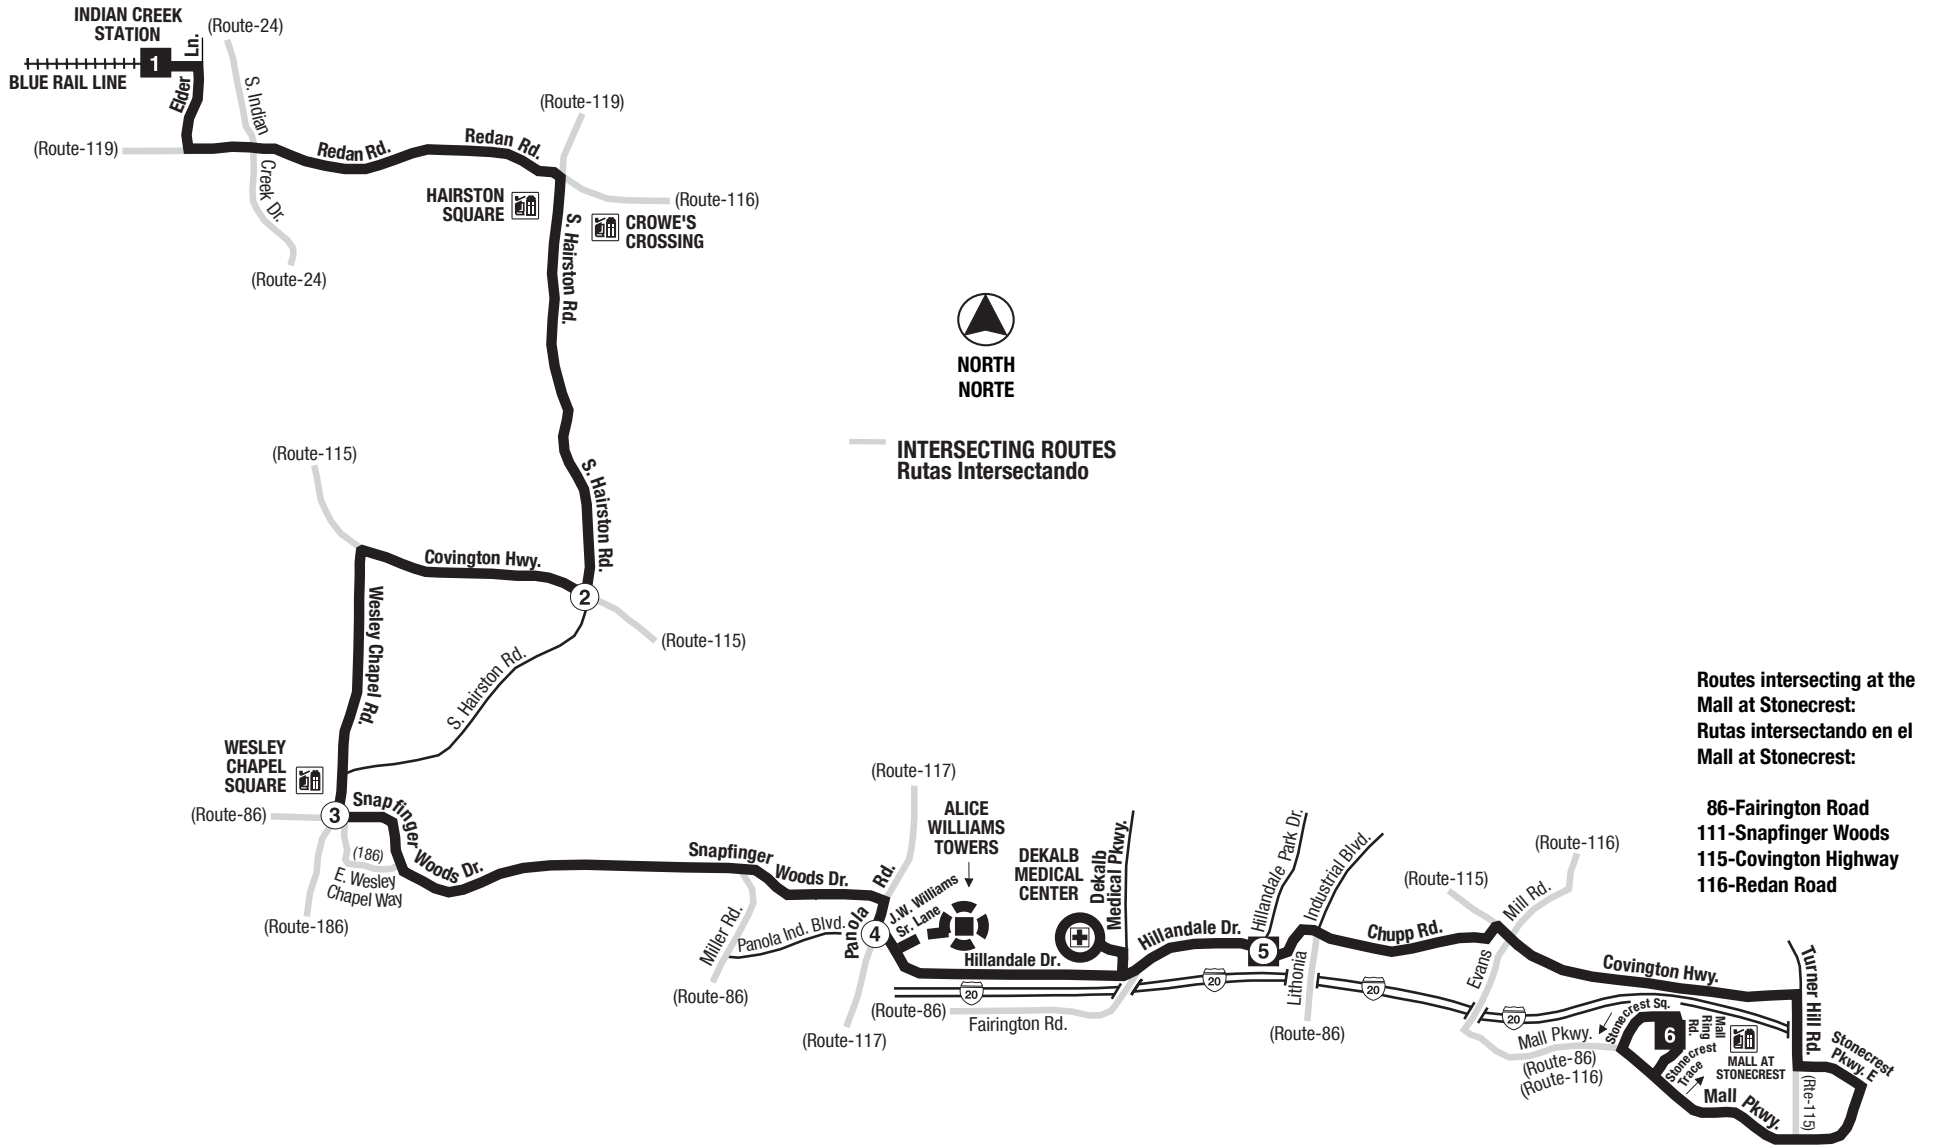 INDIAN CREEK
STATION
(Route-24)
1
Elder
Ln.
BLUE RAIL LINE
S. Indian
Creek Dr.
(Route-119)
(Route-24)
Redan Rd.
Redan Rd.
(Route-119)
(Route-116)
HAIRSTON
SQUARE
CROWE'S
CROSSING
S. Hairston Rd.
NORTH
NORTE
INTERSECTING ROUTES
Rutas Intersectando
S. Hairston Rd.
(Route-115)
Covington Hwy.
2
(Route-115)
Wesley Chapel Rd.
S. Hairston Rd.
WESLEY
CHAPEL
SQUARE
(Route-86)
3
Snapfinger
Woods Dr.
(186)
E. Wesley
Chapel Way
(Route-186)
Snapfinger
Woods Dr.
(Route-117)
Panola
Rd.
4
Miller Rd.
Panola Ind. Blvd.
(Route-86)
(Route-117)
J.W. Williams
Sr. Lane
ALICE
WILLIAMS
TOWERS
DEKALB
MEDICAL
CENTER
Dekalb
Medical Pkwy.
Hillandale Dr.
20
(Route-86)
Fairington Rd.
Hillandale Dr.
20
5
Hillandale Park Dr.
Industrial Blvd.
Lithonia
(Route-86)
20
Chupp Rd.
(Route-115)
(Route-116)
Mill Rd.
Evans
20
Covington Hwy.
Mall Pkwy.
(Route-86)
(Route-116)
Stonecrest Sq.
6
Mall
Ring
Rd.
Stonecrest
Trace
MALL AT
STONECREST
Mall Pkwy.
Turner Hill Rd.
Stonecrest
Pkwy. E
(Rte-115)
Routes intersecting at the
Mall at Stonecrest:
Rutas intersectando en el
Mall at Stonecrest:
86-Fairington Road
111-Snapfinger Woods
115-Covington Highway
116-Redan Road